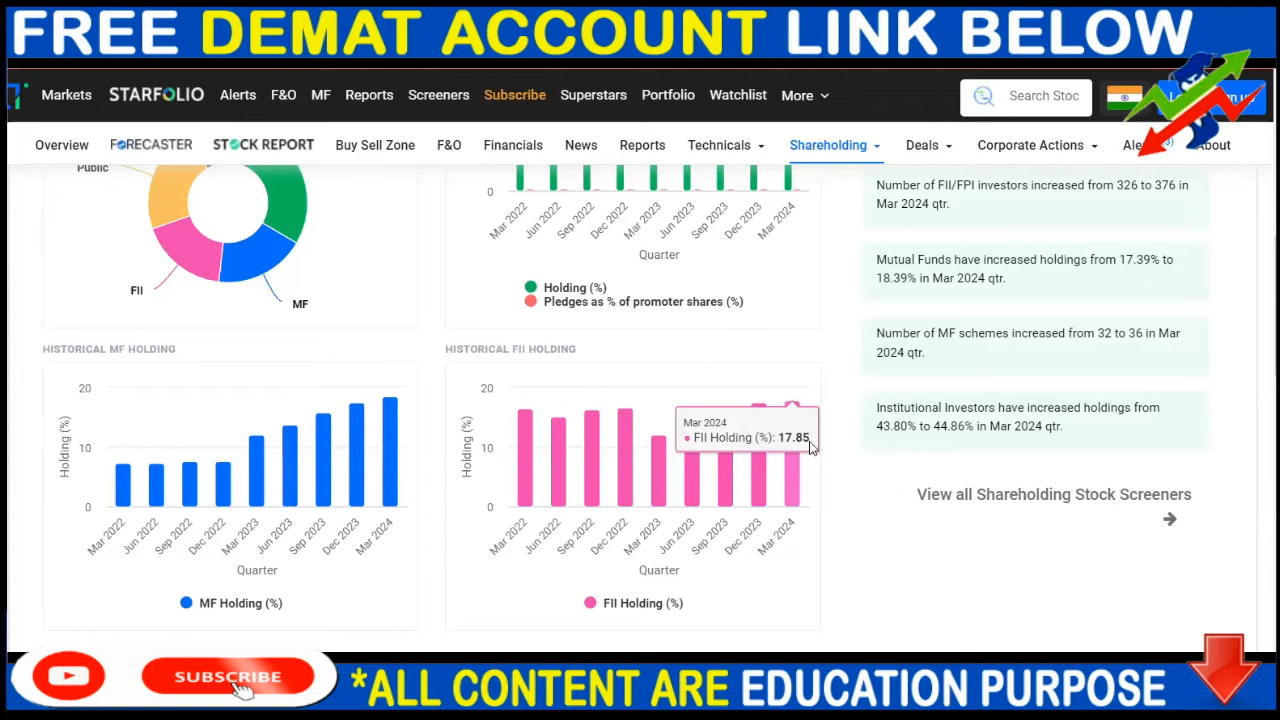 FREE DEMAT ACCOUNT LINK BELOW
Markets STARFOLIO Alerts F&O MF Reports Screeners Subscribe Superstars Portfolio Watchlist More Search Stoc
Overview FORECASTER STOCK REPORT Buy Sell Zone F&O Financials News Reports Technicals Shareholding Deals Corporate Actions About
Public
FII
MF
0
Mar 2022 Jun 2022 Sep 2022 Dec 2022 Mar 2023 Jun 2023 Sep 2023 Dec 2023 Mar 2024
Quarter
Holding (%)
Pledges as % of promoter shares (%)
Number of FII/FPI investors increased from 326 to 376 in
Mar 2024 qtr.
Mutual Funds have increased holdings from 17.39% to
18.39% in Mar 2024 qtr.
Number of MF schemes increased from 32 to 36 in Mar
2024 qtr.
Institutional Investors have increased holdings from
43.80% to 44.86% in Mar 2024 qtr.
View all Shareholding Stock Screeners
HISTORICAL MF HOLDING
20
10
0
Holding (%)
Mar 2022 Jun 2022 Sep 2022 Dec 2022 Mar 2023 Jun 2023 Sep 2023 Dec 2023 Mar 2024
Quarter
MF Holding (%)
HISTORICAL FII HOLDING
20
10
0
Holding (%)
Mar 2024
FII Holding (%): 17.85
Mar 2022 Jun 2022 Sep 2022 Dec 2022 Mar 2023 Jun 2023 Sep 2023 Dec 2023 Mar 2024
Quarter
FII Holding (%)
SUBSCRIBE
*ALL CONTENT ARE EDUCATION PURPOSE